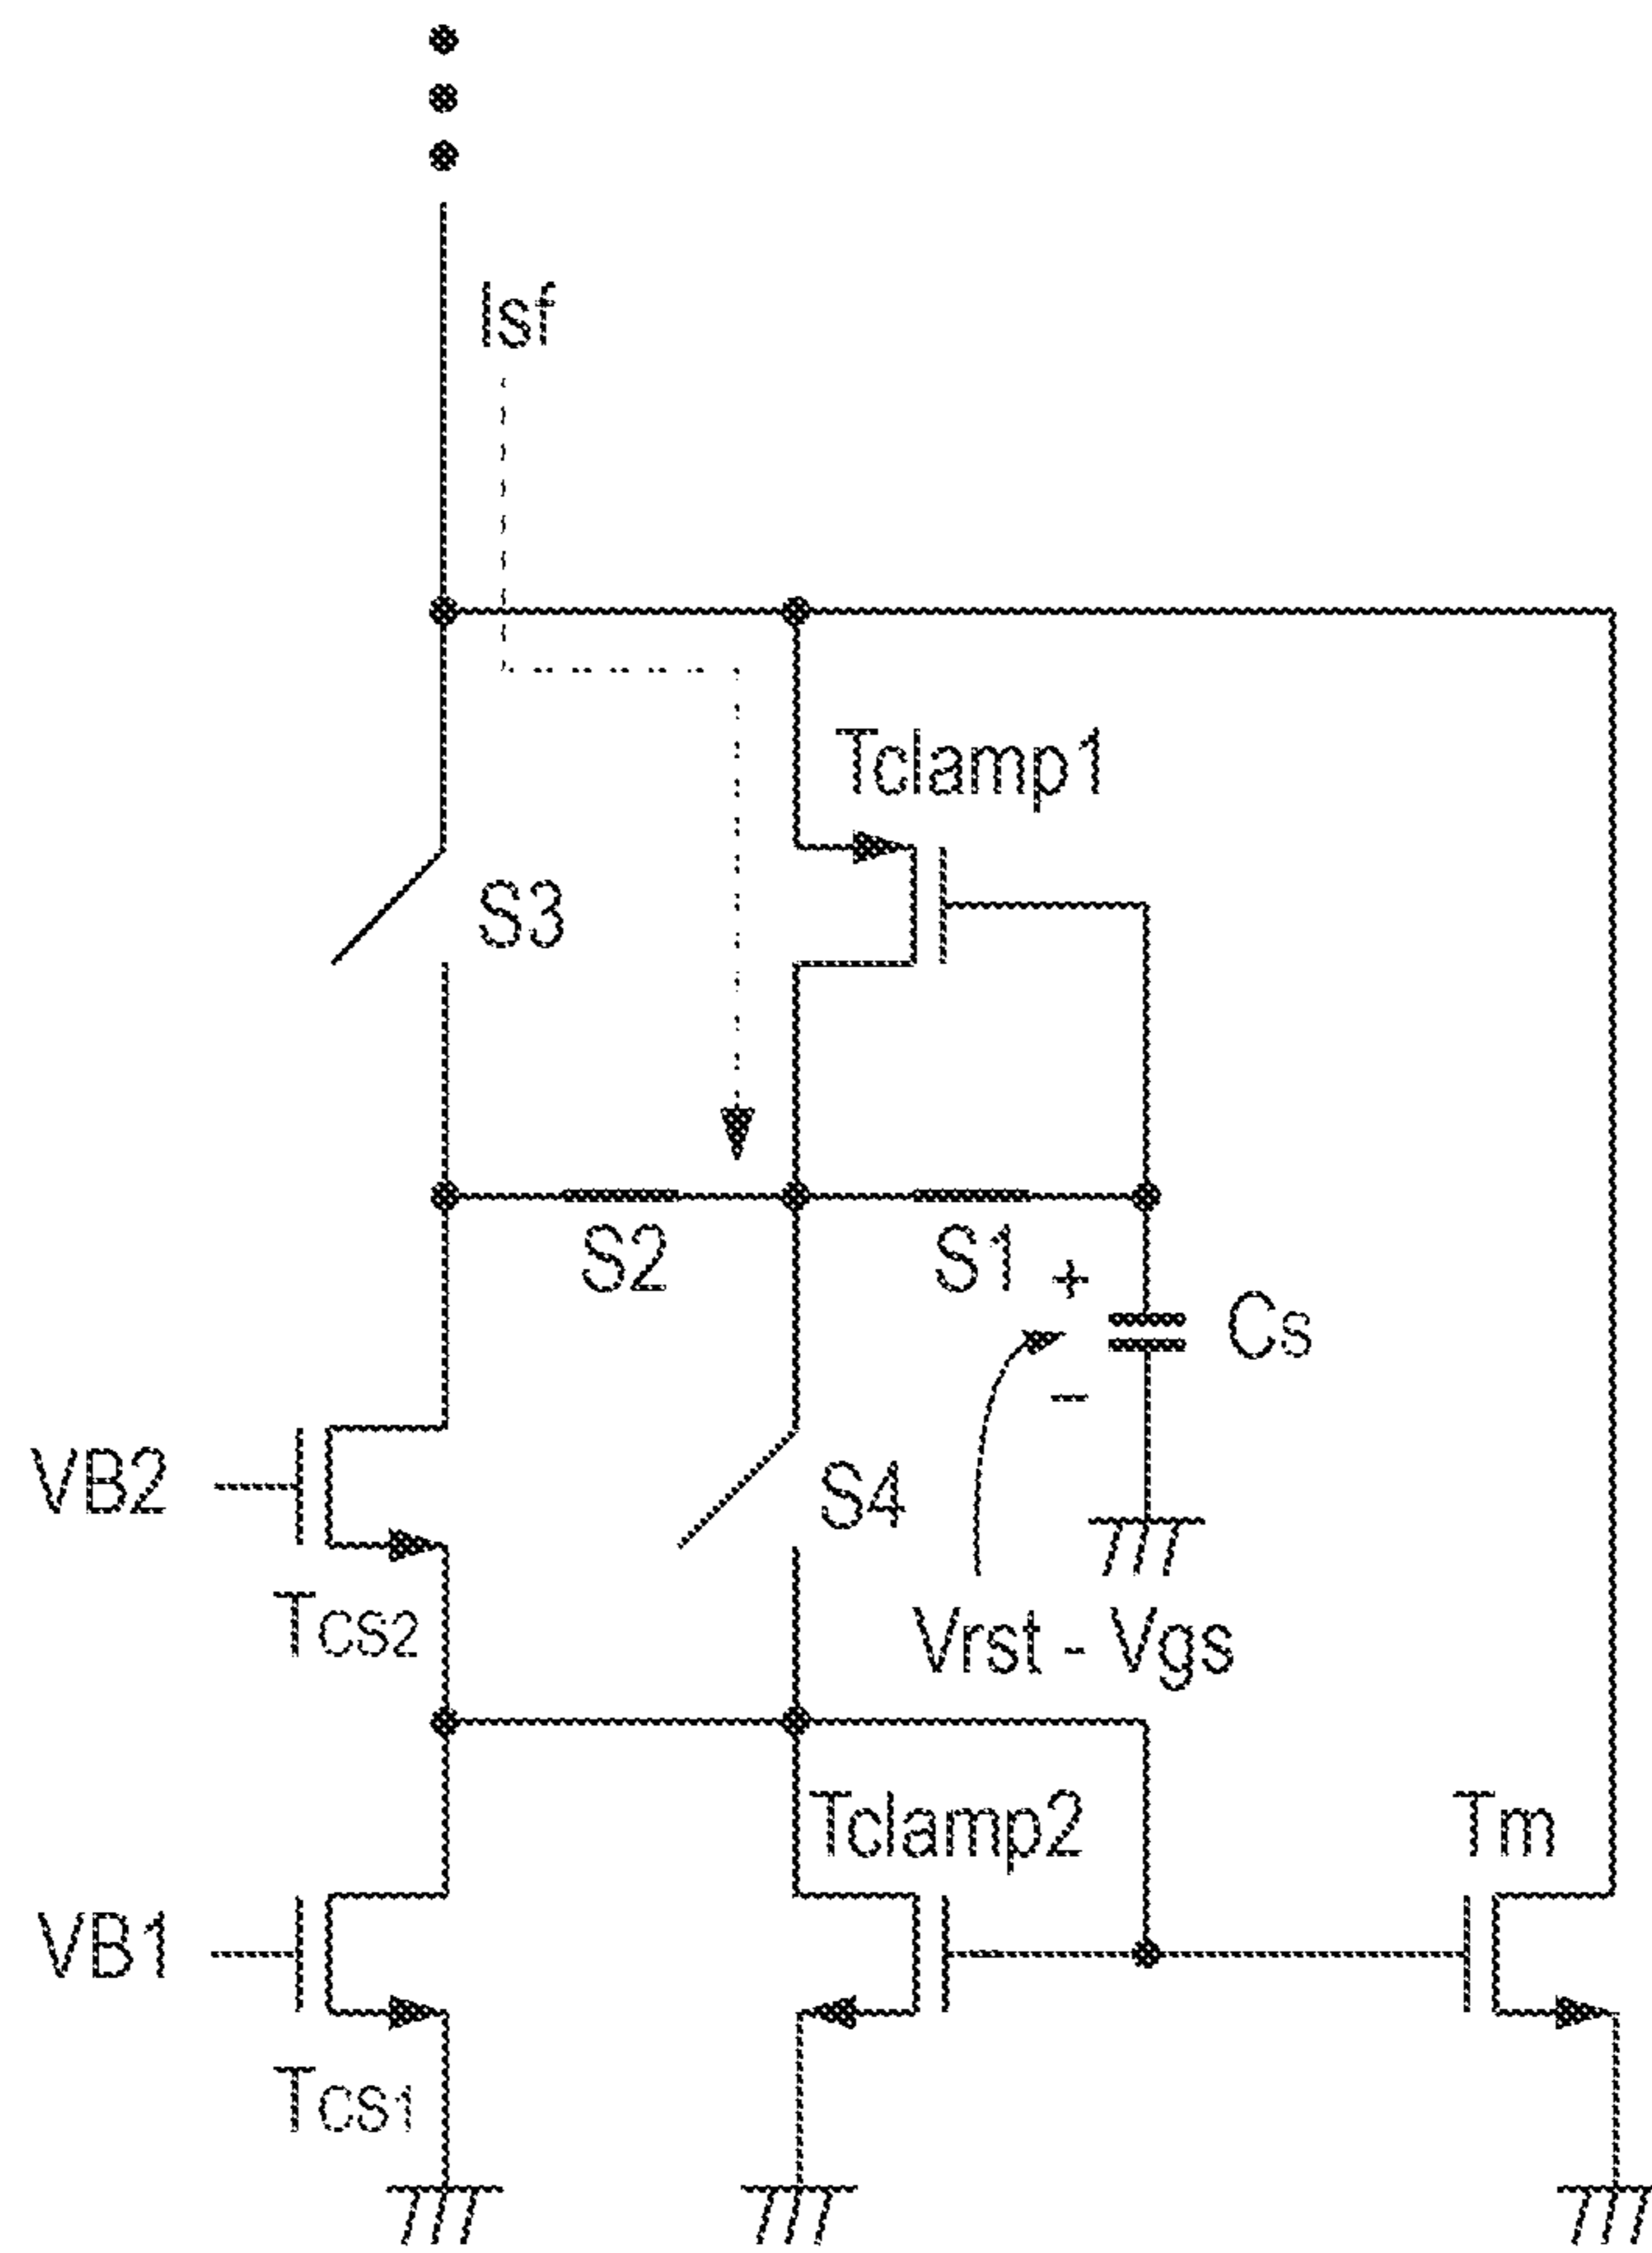 Isf
Tclamp1
S3
S2
S1
+
Cs
-
VB2
S4
Tcs2
Vrst - Vgs
Tclamp2
Tm
VB1
Tcs1